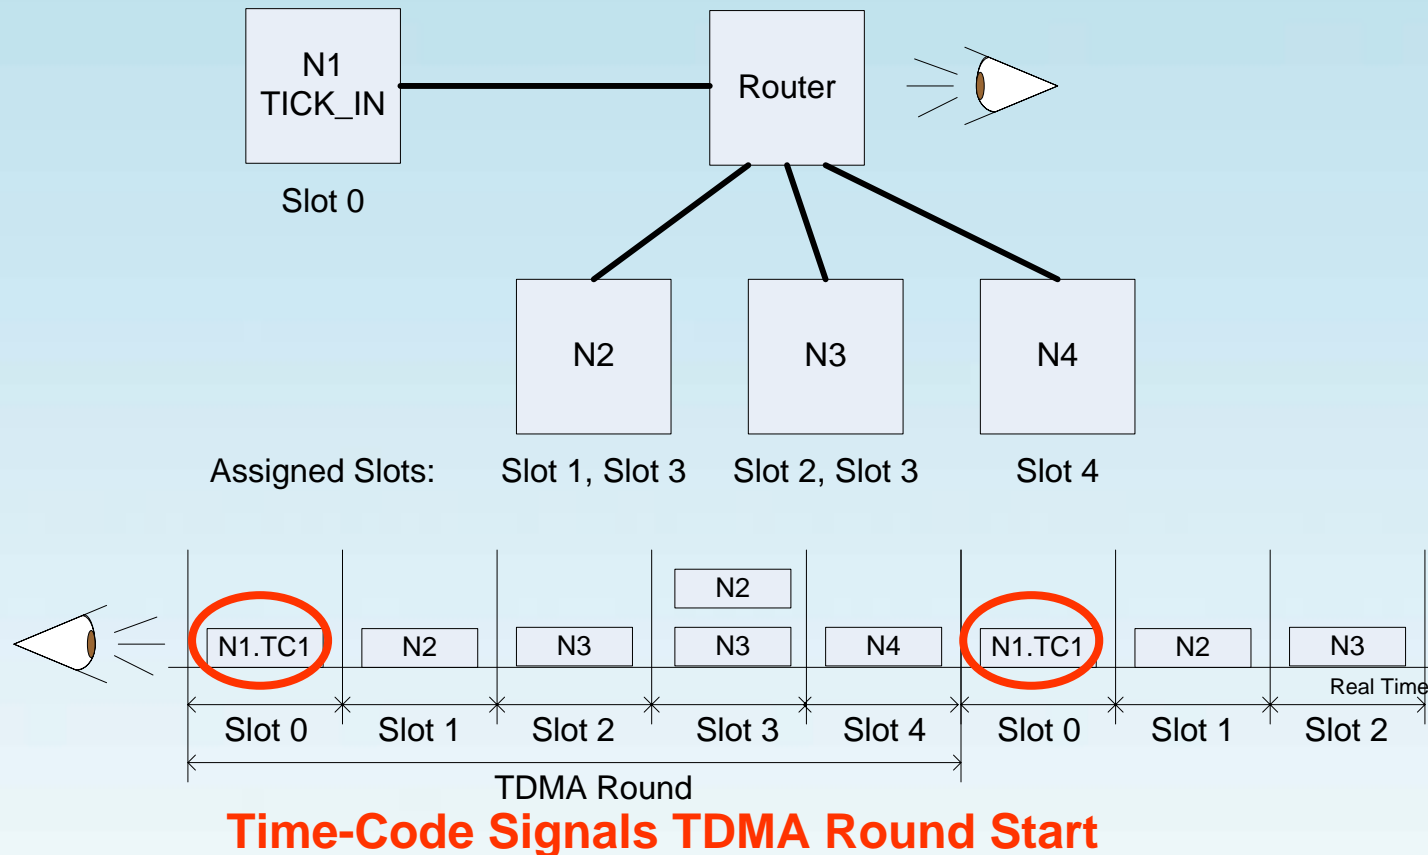 N1
TICK_IN
Router
Slot 0
N2
N3
N4
Assigned Slots:
Slot 1, Slot 3
Slot 2, Slot 3
Slot 4
N2
N1.TC1
N2
N3
N3
N4
N1.TC1
N2
N3
Real Time
Slot 0
Slot 1
Slot 2
Slot 3
Slot 4
Slot 0
Slot 1
Slot 2
TDMA Round
Time-Code Signals TDMA Round Start